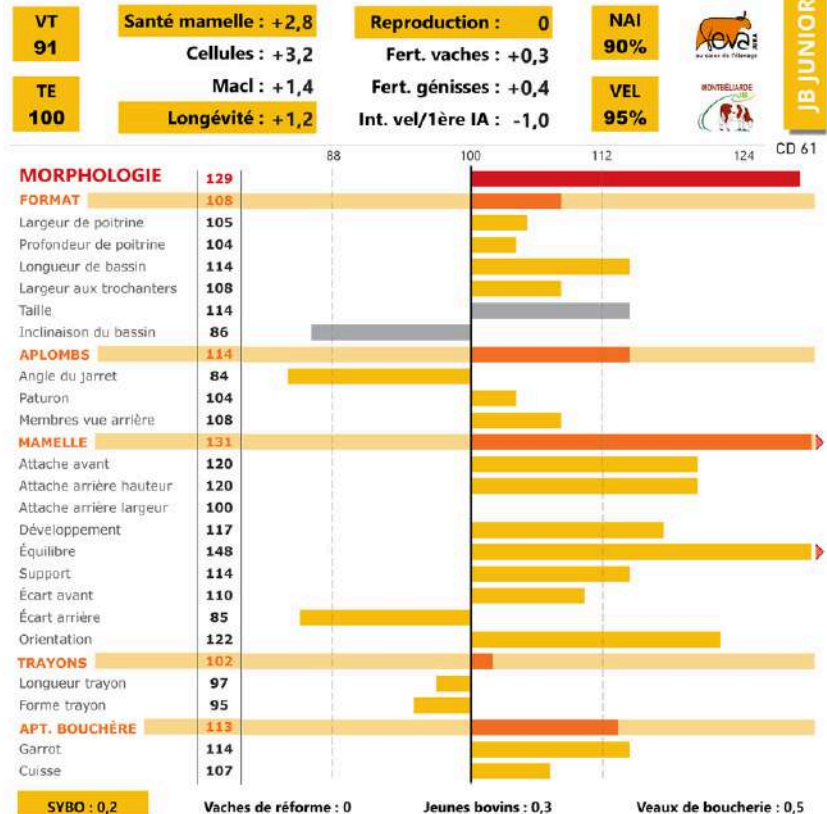 VT
91
Santé mamelle : +2,8
Reproduction : 0
NAI
90%
eva JURA
au cœur de l'élevage
JB JUNIOR
Cellules : +3,2
Fert. vaches : +0,3
TE
100
Macl : +1,4
Fert. génisses : +0,4
VEL
95%
MONTBÉLIARDE
Longévité : +1,2
Int. vel/1ère IA : -1,0
88 100 112 124 CD 61
MORPHOLOGIE 129
FORMAT 108
Largeur de poitrine 105
Profondeur de poitrine 104
Longueur de bassin 114
Largeur aux trochanters 108
Taille 114
Inclinaison du bassin 86
APLOMBS 114
Angle du jarret 84
Paturon 104
Membres vue arrière 108
MAMELLE 131
Attache avant 120
Attache arrière hauteur 120
Attache arrière largeur 100
Développement 117
Équilibre 148
Support 114
Écart avant 110
Écart arrière 85
Orientation 122
TRAYONS 102
Longueur trayon 97
Forme trayon 95
APT. BOUCHÈRE 113
Garrot 114
Cuisse 107
SYBO : 0,2 Vaches de réforme : 0 Jeunes bovins : 0,3 Veaux de boucherie : 0,5